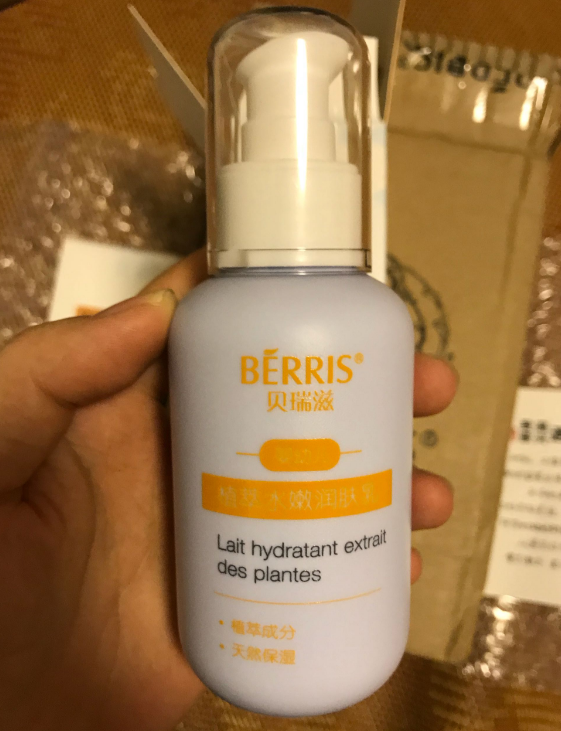 BERRIS®
贝瑞滋
植萃水嫩润肤乳
Lait hydratant extrait
des plantes
• 植萃成分
• 天然保湿